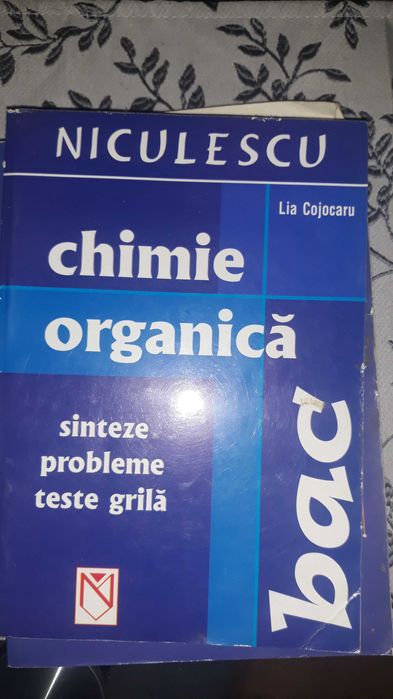 NICULESCU
Lia Cojocaru
chimie
organică
sinteze
probleme
teste grilă
bac